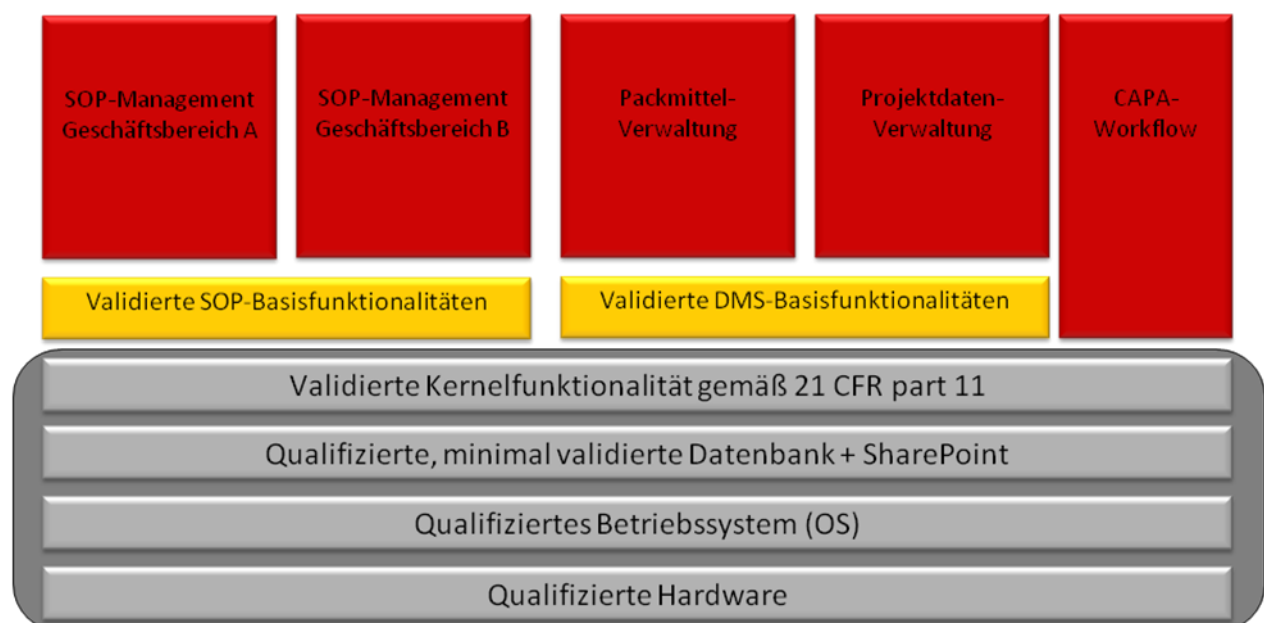 SOP-Management
Geschäftsbereich A
SOP-Management
Geschäftsbereich B
Packmittel-
Verwaltung
Projektdaten-
Verwaltung
CAPA-
Workflow
Validierte SOP-Basisfunktionalitäten
Validierte DMS-Basisfunktionalitäten
Validierte Kernelfunktionalität gemäß 21 CFR part 11
Qualifizierte, minimal validierte Datenbank + SharePoint
Qualifiziertes Betriebssystem (OS)
Qualifizierte Hardware